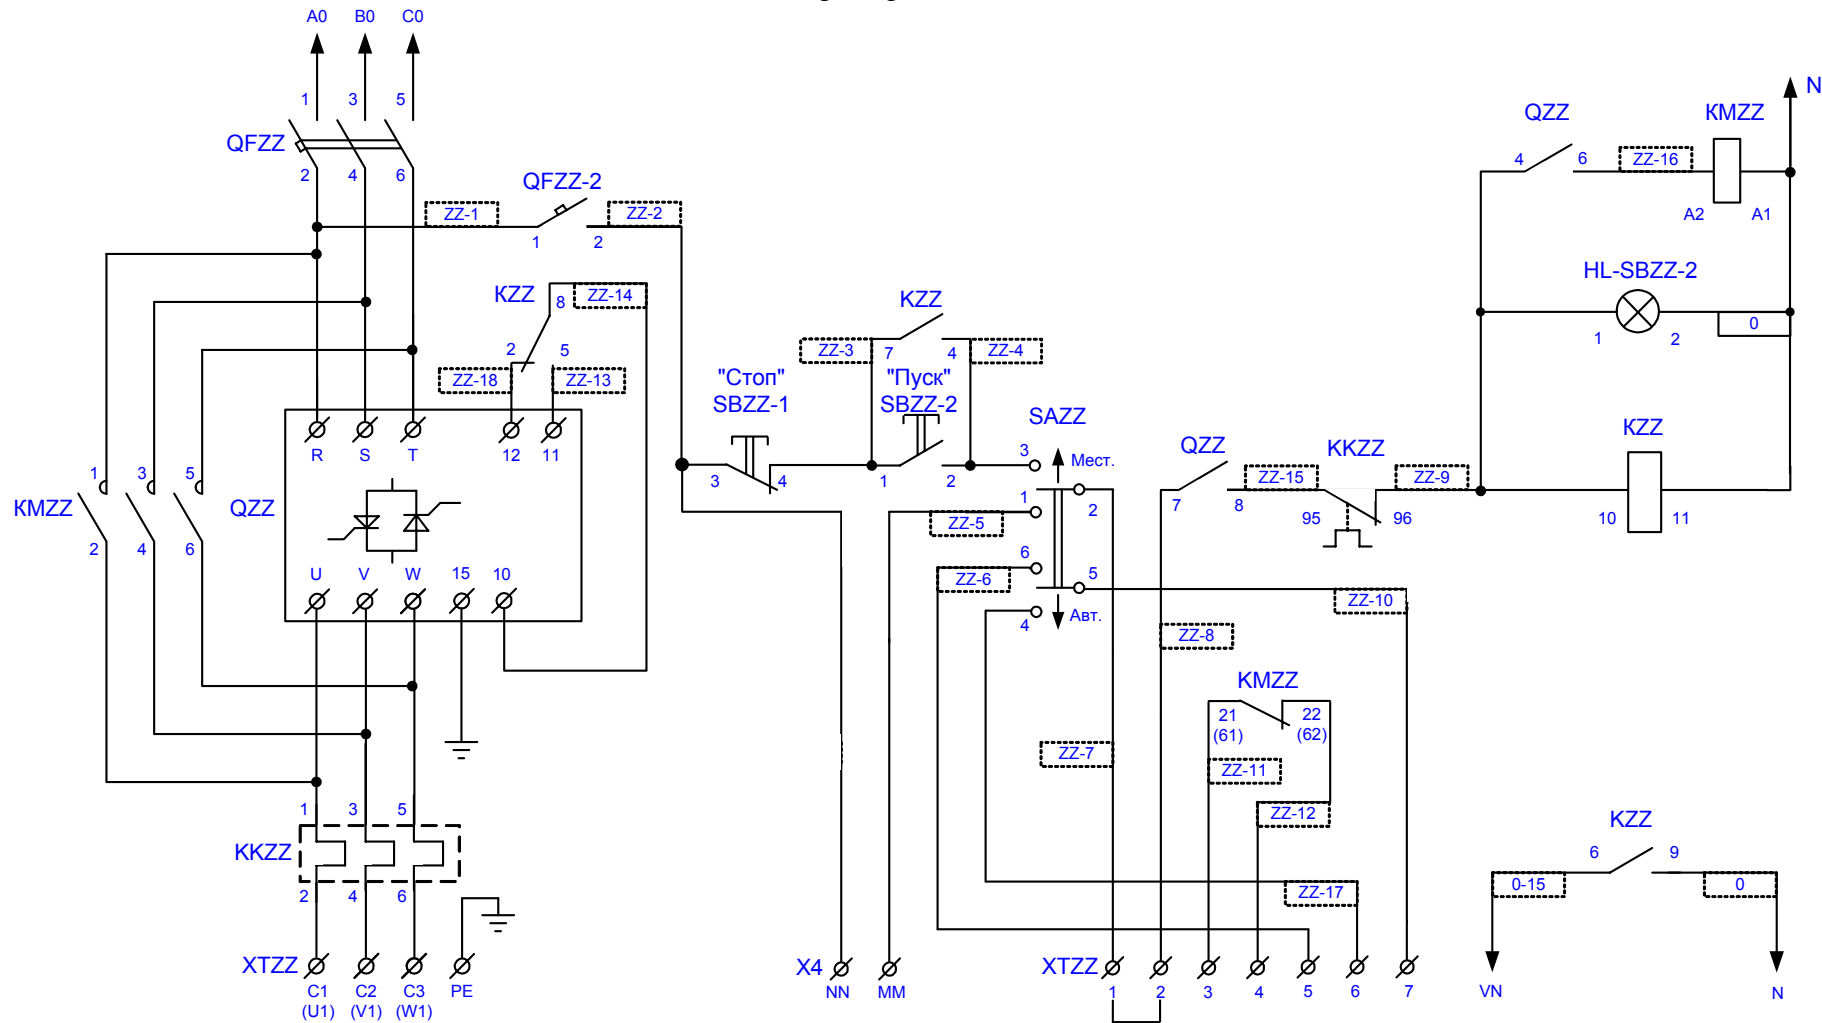 A0 B0 C0
1 3 5
QFZZ
2 4 6
QFZZ-2
ZZ-1
ZZ-2
1 2
N
QZZ KMZZ
4 6
ZZ-16
A2 A1
HL-SBZZ-2
1 2
0
KZZ
8
ZZ-14
2 5
ZZ-18
ZZ-13
KZZ
ZZ-3
7 4
ZZ-4
"Стоп"
SBZZ-1
"Пуск"
SBZZ-2
3 4
1 2
R S T 12 11
QZZ
U V W 15 10
KMZZ
1 3 5
2 4 6
SAZZ
3
Мест.
1
2
ZZ-5
6
5
ZZ-6
4
Авт.
QZZ
7 8
ZZ-15
KKZZ
95 96
ZZ-9
KZZ
10 11
ZZ-10
ZZ-8
KMZZ
21
(61)
22
(62)
ZZ-7
ZZ-11
ZZ-12
ZZ-17
KZZ
6 9
0-15
0
VN N
1 3 5
KKZZ
2 4 6
XTZZ
C1
(U1)
C2
(V1)
C3
(W1)
PE
X4
NN MM
XTZZ
1 2 3 4 5 6 7